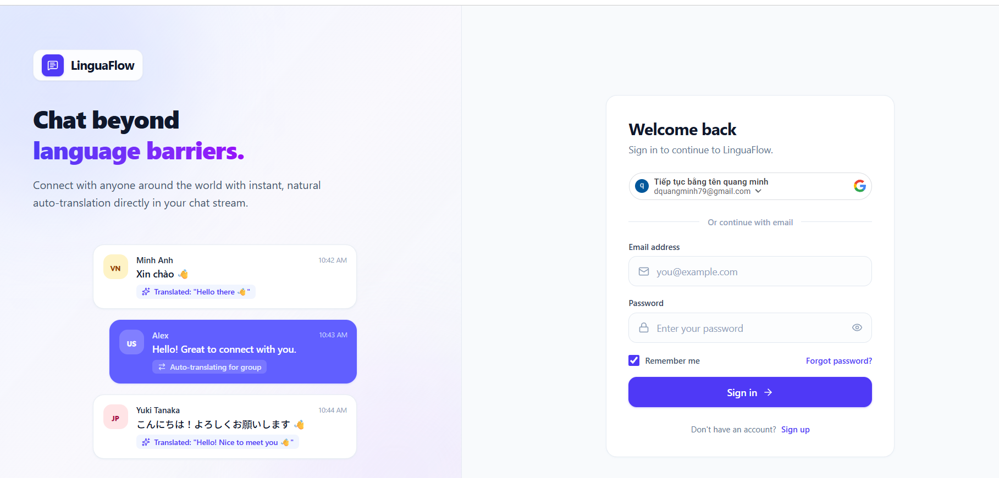 LinguaFlow
Chat beyond
language barriers.
Connect with anyone around the world with instant, natural
auto-translation directly in your chat stream.
VN
Minh Anh
10:42 AM
Xin chào 👋
Translated: "Hello there 👋"
US
Alex
10:43 AM
Hello! Great to connect with you.
Auto-translating for group
JP
Yuki Tanaka
10:44 AM
こんにちは！よろしくお願いします 👋
Translated: "Hello! Nice to meet you 👋"
Welcome back
Sign in to continue to LinguaFlow.
q
Tiếp tục bằng tên quang minh
dquangminh79@gmail.com
Or continue with email
Email address
you@example.com
Password
Enter your password
Remember me
Forgot password?
Sign in →
Don't have an account? Sign up